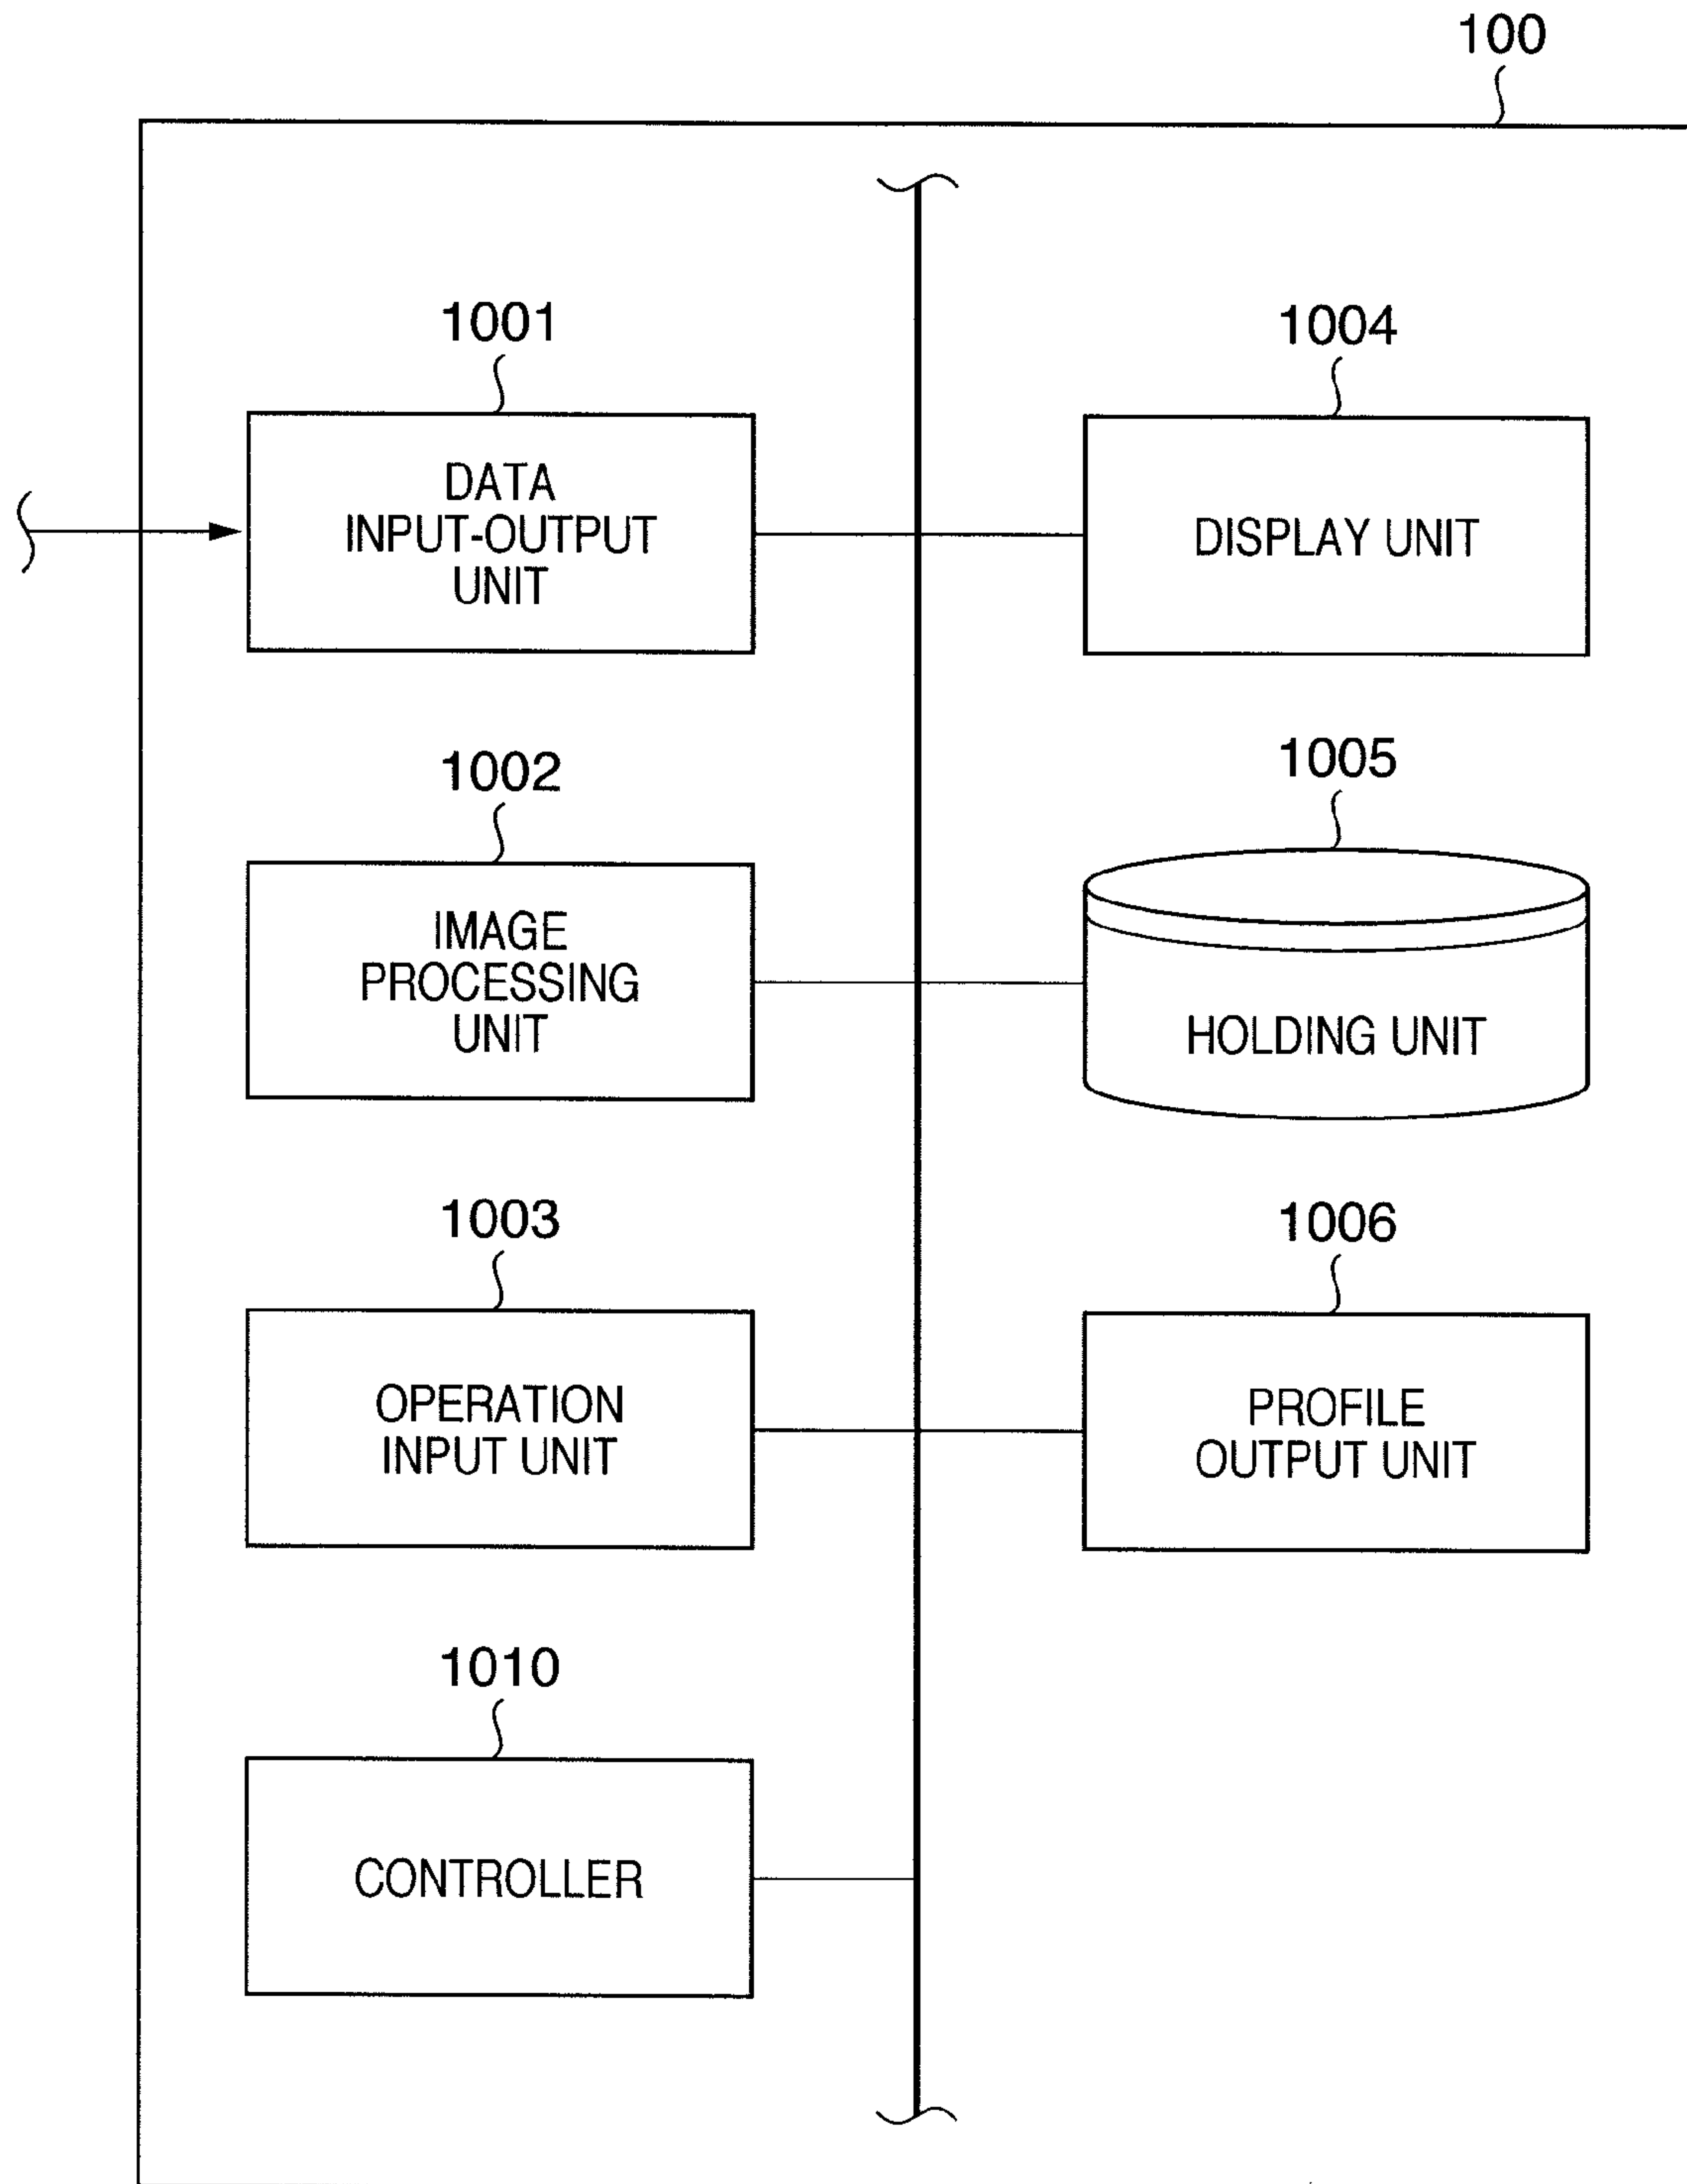 100
1001
DATA
INPUT-OUTPUT
UNIT
1004
DISPLAY UNIT
1002
IMAGE
PROCESSING
UNIT
1005
HOLDING UNIT
1003
OPERATION
INPUT UNIT
1006
PROFILE
OUTPUT UNIT
1010
CONTROLLER